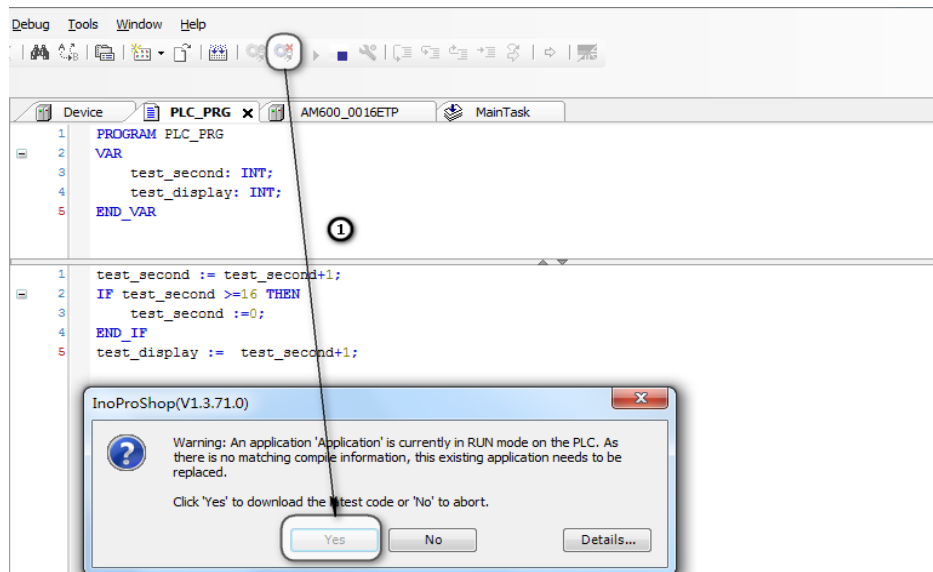 Debug Tools Window Help
Device PLC_PRG AM600_0016ETP MainTask
1 PROGRAM PLC_PRG
2 VAR
3 test_second: INT;
4 test_display: INT;
5 END_VAR
①
1 test_second := test_second+1;
2 IF test_second >=16 THEN
3 test_second :=0;
4 END_IF
5 test_display := test_second+1;
InoProShop(V1.3.71.0)
Warning: An application 'Application' is currently in RUN mode on the PLC. As
there is no matching compile information, this existing application needs to be
replaced.
Click 'Yes' to download the latest code or 'No' to abort.
Yes No Details...